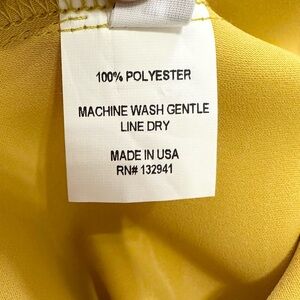 100% POLYESTER
MACHINE WASH GENTLE
LINE DRY
MADE IN USA
RN# 132941